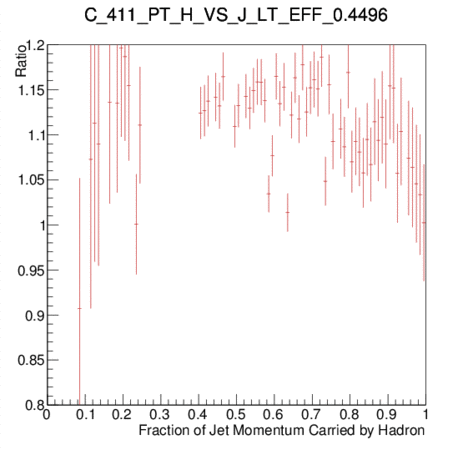 C_411_PT_H_VS_J_LT_EFF_0.4496
Ratio
1.2
1.15
1.1
1.05
1
0.95
0.9
0.85
0.8
0 0.1 0.2 0.3 0.4 0.5 0.6 0.7 0.8 0.9 1
Fraction of Jet Momentum Carried by Hadron